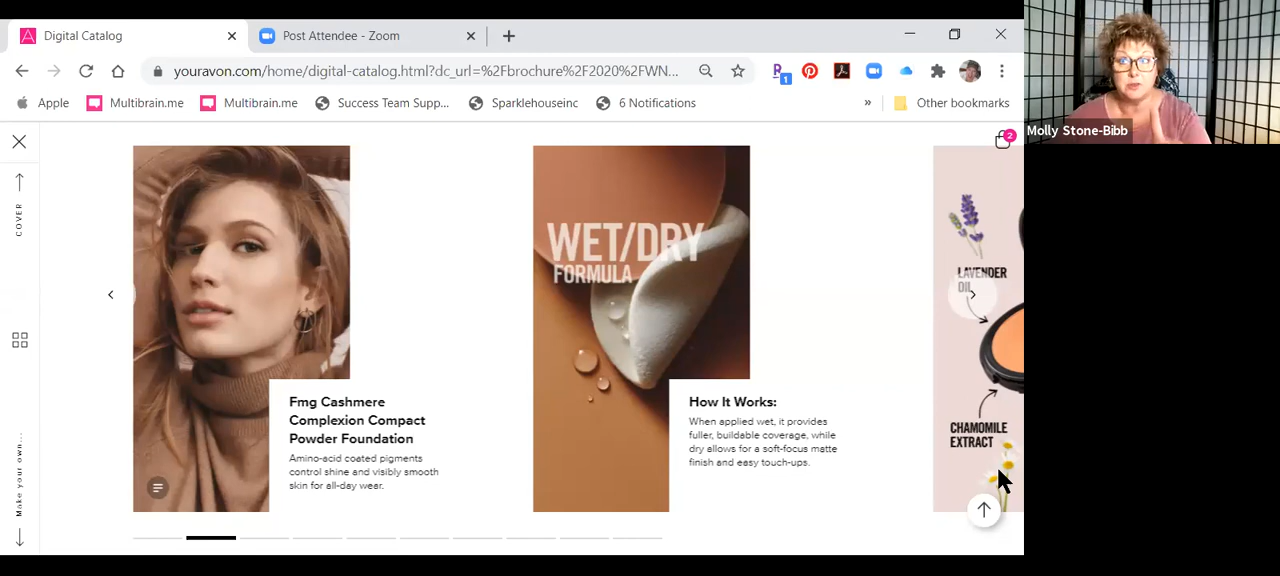 Digital Catalog
Post Attendee - Zoom
youravon.com/home/digital-catalog.html?dc_url=%2Fbrochure%2F2020%2FWN...
1
Apple
Multibrain.me
Multibrain.me
Success Team Supp...
Sparklehouseinc
6 Notifications
»
Other bookmarks
Molly Stone-Bibb
2
COVER
Make your own...
Fmg Cashmere
Complexion Compact
Powder Foundation
Amino-acid coated pigments
control shine and visibly smooth
skin for all-day wear.
WET/DRY
FORMULA
How It Works:
When applied wet, it provides
fuller, buildable coverage, while
dry allows for a soft-focus matte
finish and easy touch-ups.
LAVENDER
OIL
CHAMOMILE
EXTRACT